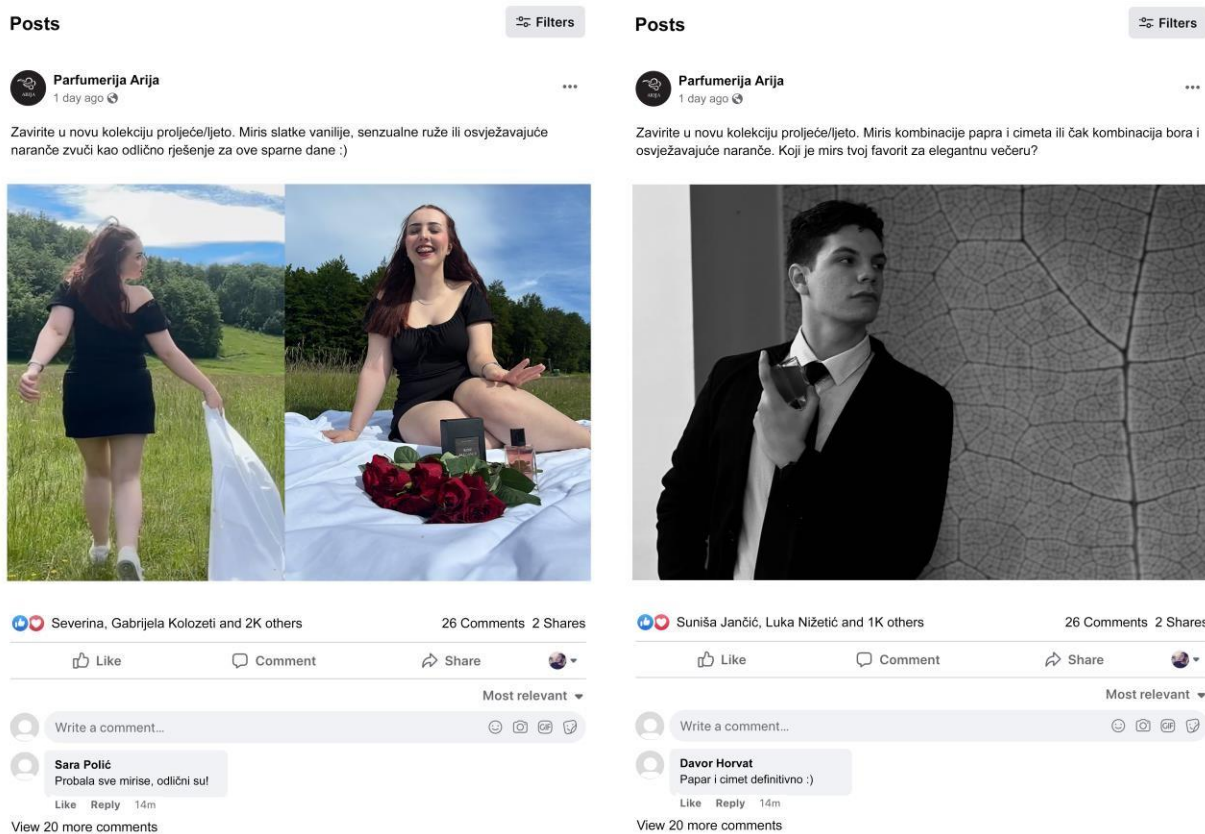 Posts
Filters
ARIJA
Parfumerija Arija
1 day ago
Zavirite u novu kolekciju proljeće/ljeto. Miris slatke vanilije, senzualne ruže ili osvježavajuće
naranče zvuči kao odlično rješenje za ove sparne dane :)
Severina, Gabrijela Kolozeti and 2K others
26 Comments 2 Shares
Like
Comment
Share
Most relevant
Write a comment...
GIF
Sara Polić
Probala sve mirise, odlični su!
Like Reply 14m
View 20 more comments
Posts
Filters
ARIJA
Parfumerija Arija
1 day ago
Zavirite u novu kolekciju proljeće/ljeto. Miris kombinacije papra i cimeta ili čak kombinacija bora i
osvježavajuće naranče. Koji je mirs tvoj favorit za elegantnu večeru?
Suniša Jančić, Luka Nižetić and 1K others
26 Comments 2 Shares
Like
Comment
Share
Most relevant
Write a comment...
GIF
Davor Horvat
Papar i cimet definitivno :)
Like Reply 14m
View 20 more comments